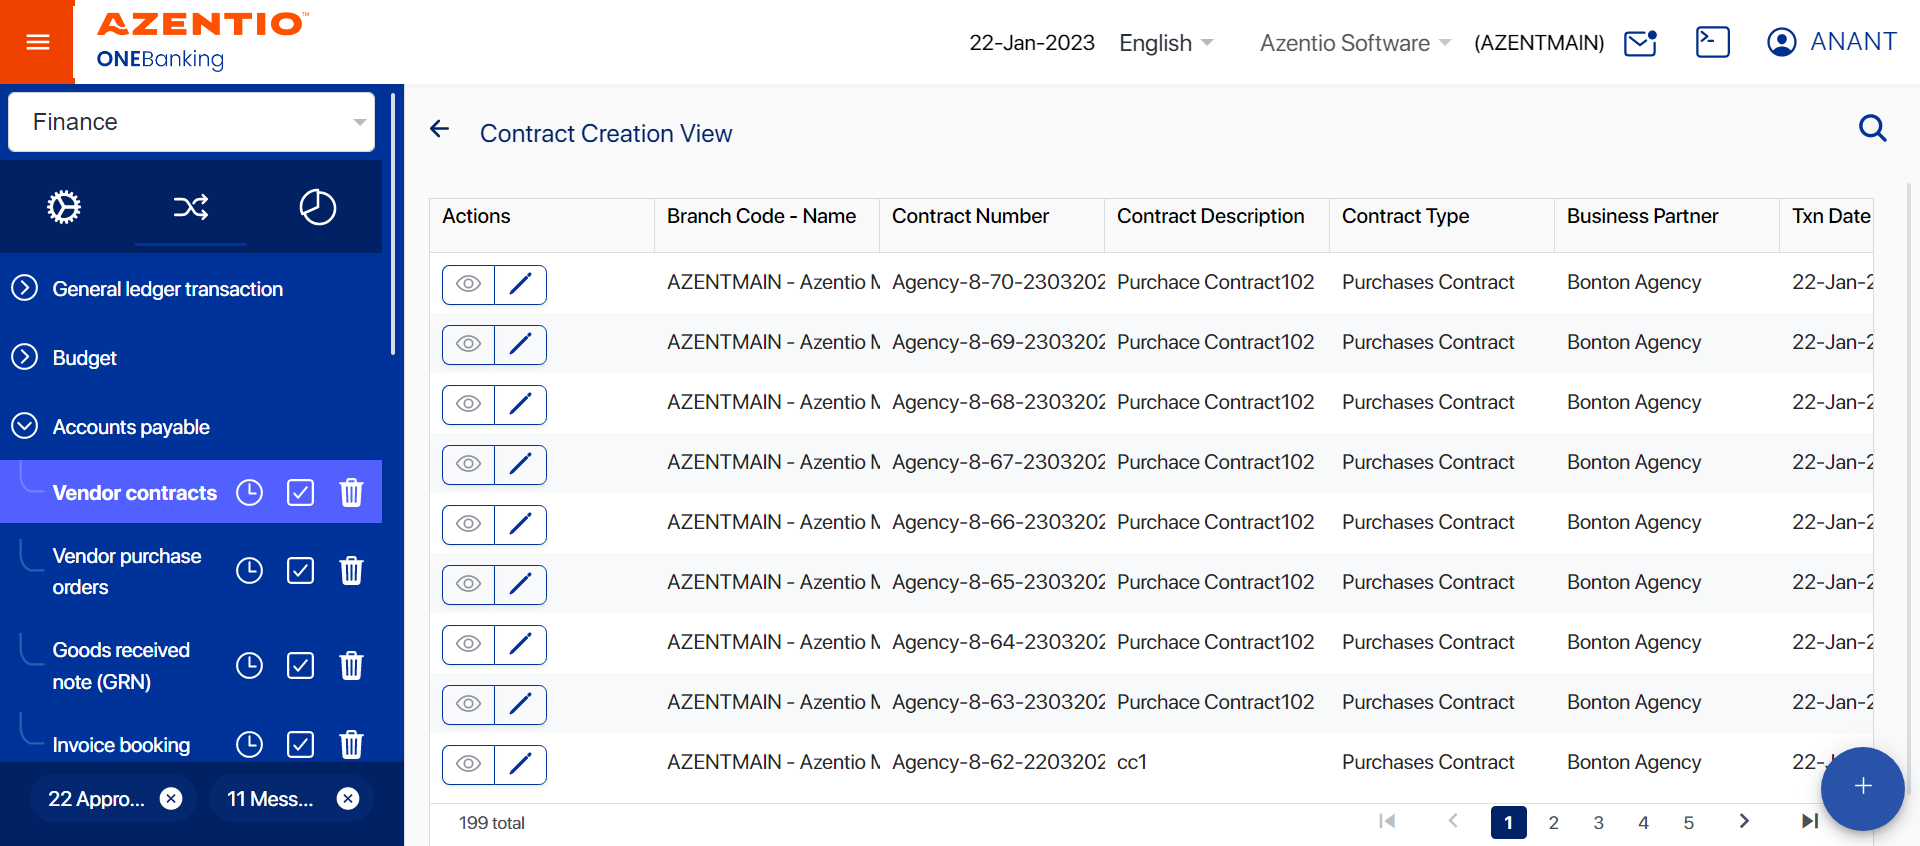 AZENTIO™
ONEBanking
22-Jan-2023 English Azentio Software (AZENTMAIN) ANANT
Finance
General ledger transaction
Budget
Accounts payable
Vendor contracts
Vendor purchase
orders
Goods received
note (GRN)
Invoice booking
22 Appro... 11 Mess...
Contract Creation View
Actions Branch Code - Name Contract Number Contract Description Contract Type Business Partner Txn Date
AZENTMAIN - Azentio Agency-8-70-2303202 Purchace Contract102 Purchases Contract Bonton Agency 22-Jan-2
AZENTMAIN - Azentio Agency-8-69-2303202 Purchace Contract102 Purchases Contract Bonton Agency 22-Jan-2
AZENTMAIN - Azentio Agency-8-68-2303202 Purchace Contract102 Purchases Contract Bonton Agency 22-Jan-2
AZENTMAIN - Azentio Agency-8-67-2303202 Purchace Contract102 Purchases Contract Bonton Agency 22-Jan-2
AZENTMAIN - Azentio Agency-8-66-2303202 Purchace Contract102 Purchases Contract Bonton Agency 22-Jan-2
AZENTMAIN - Azentio Agency-8-65-2303202 Purchace Contract102 Purchases Contract Bonton Agency 22-Jan-2
AZENTMAIN - Azentio Agency-8-64-2303202 Purchace Contract102 Purchases Contract Bonton Agency 22-Jan-2
AZENTMAIN - Azentio Agency-8-63-2303202 Purchace Contract102 Purchases Contract Bonton Agency 22-Jan-2
AZENTMAIN - Azentio Agency-8-62-2203202 cc1 Purchases Contract Bonton Agency 22-
199 total 1 2 3 4 5